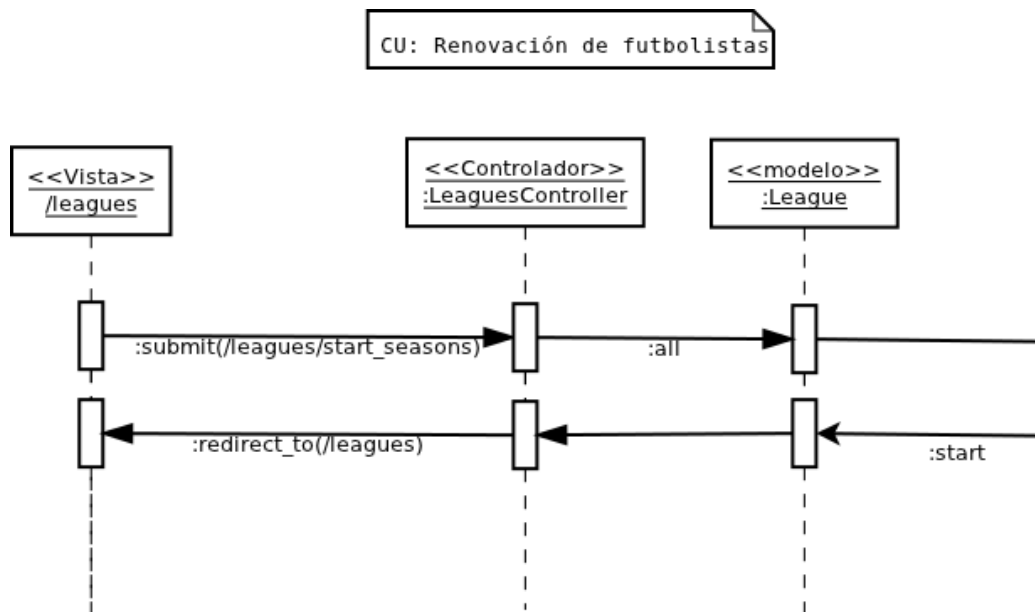 CU: Renovación de futbolistas
<<Vista>>
/leagues
<<Controlador>>
:LeaguesController
<<modelo>>
:League
:submit(/leagues/start_seasons)
:all
:redirect_to(/leagues)
:start